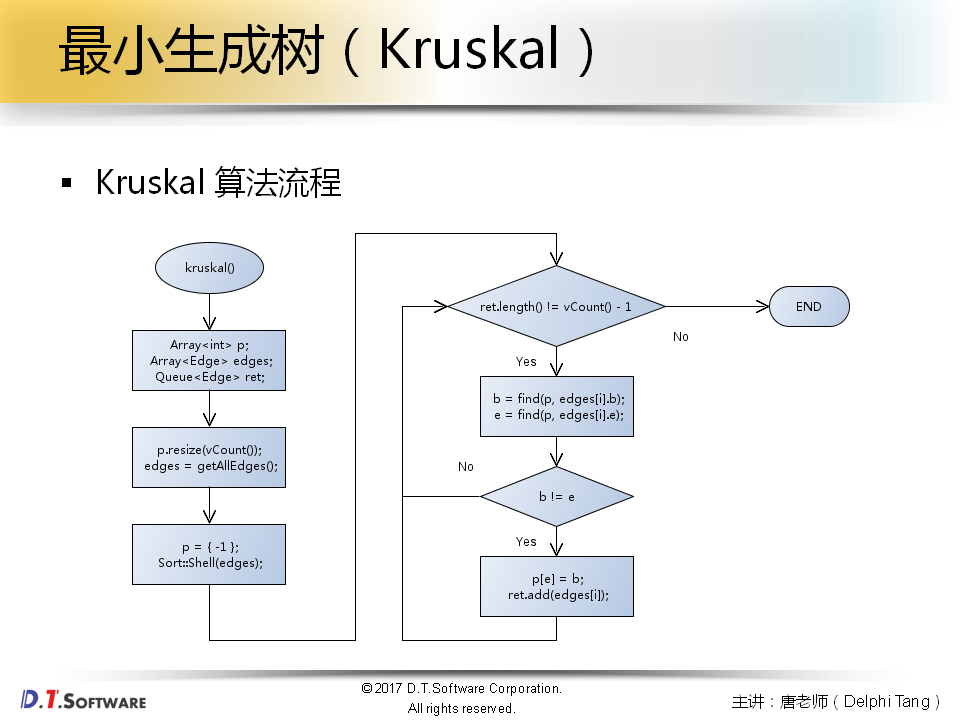 最小生成树（Kruskal）
▪ Kruskal 算法流程
kruskal()
Array<int> p;
Array<Edge> edges;
Queue<Edge> ret;
p.resize(vCount());
edges = getAllEdges();
p = { -1 };
Sort::Shell(edges);
ret.length() != vCount() - 1
No
END
Yes
b = find(p, edges[i].b);
e = find(p, edges[i].e);
No
b != e
Yes
p[e] = b;
ret.add(edges[i]);
D.T.SOFTWARE
©2017 D.T.Software Corporation.
All rights reserved.
主讲：唐老师（Delphi Tang）